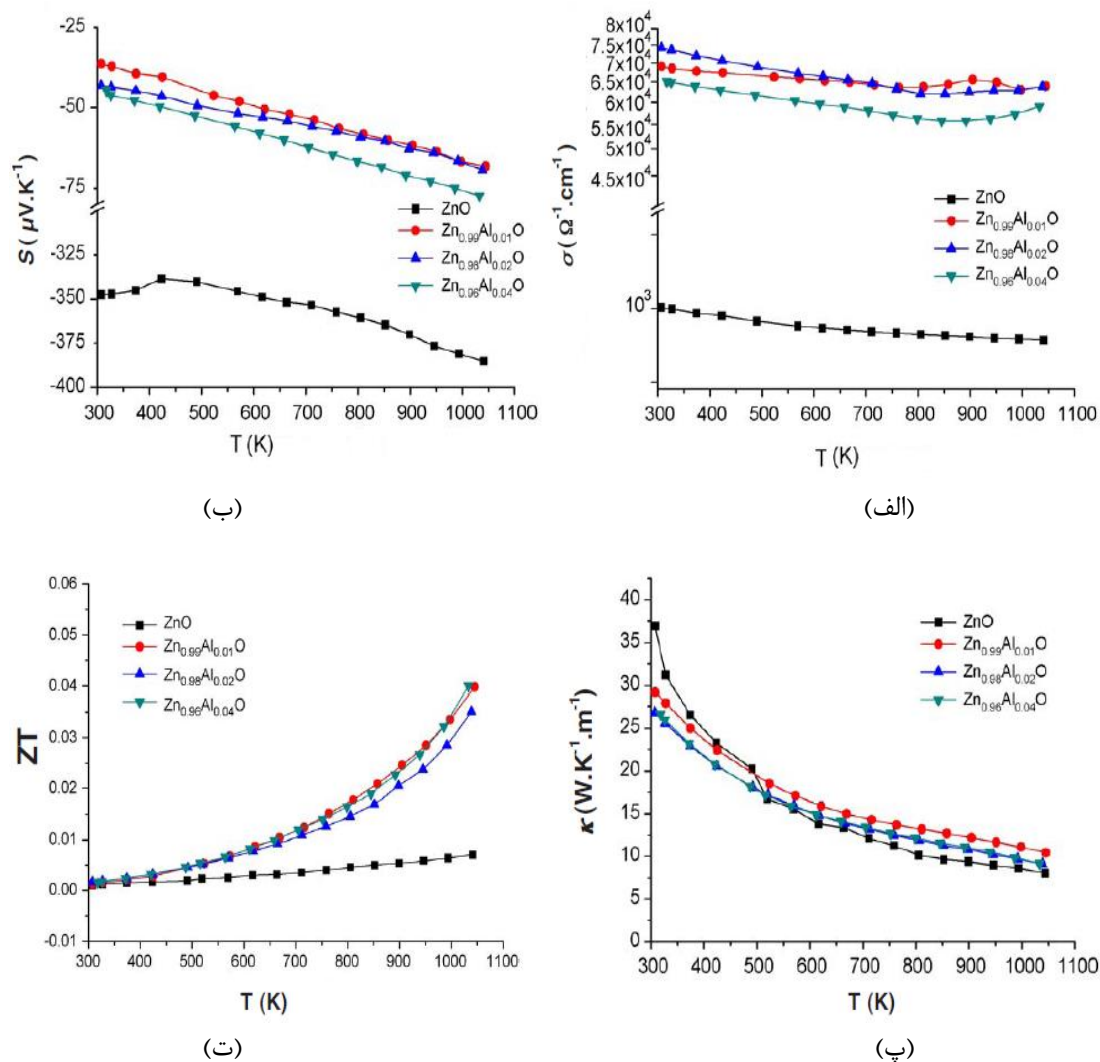 -25
-50
-75
-325
-350
-375
-400
S ( μV.K⁻¹)
ZnO
Zn₀.₉₉Al₀.₀₁O
Zn₀.₉₈Al₀.₀₂O
Zn₀.₉₆Al₀.₀₄O
300 400 500 600 700 800 900 1000 1100
T (K)
(ب)
8x10⁴
7.5x10⁴
7x10⁴
6.5x10⁴
6x10⁴
5.5x10⁴
5x10⁴
4.5x10⁴
10³
σ ( Ω⁻¹.cm⁻¹)
ZnO
Zn₀.₉₉Al₀.₀₁O
Zn₀.₉₈Al₀.₀₂O
Zn₀.₉₆Al₀.₀₄O
300 400 500 600 700 800 900 1000 1100
T (K)
(الف)
0.06
0.05
0.04
0.03
0.02
0.01
0.00
-0.01
ZT
ZnO
Zn₀.₉₉Al₀.₀₁O
Zn₀.₉₈Al₀.₀₂O
Zn₀.₉₆Al₀.₀₄O
300 400 500 600 700 800 900 1000 1100
T (K)
(ت)
40
35
30
25
20
15
10
5
0
κ (W.K⁻¹.m⁻¹)
ZnO
Zn₀.₉₉Al₀.₀₁O
Zn₀.₉₈Al₀.₀₂O
Zn₀.₉₆Al₀.₀₄O
300 400 500 600 700 800 900 1000 1100
T (K)
(پ)